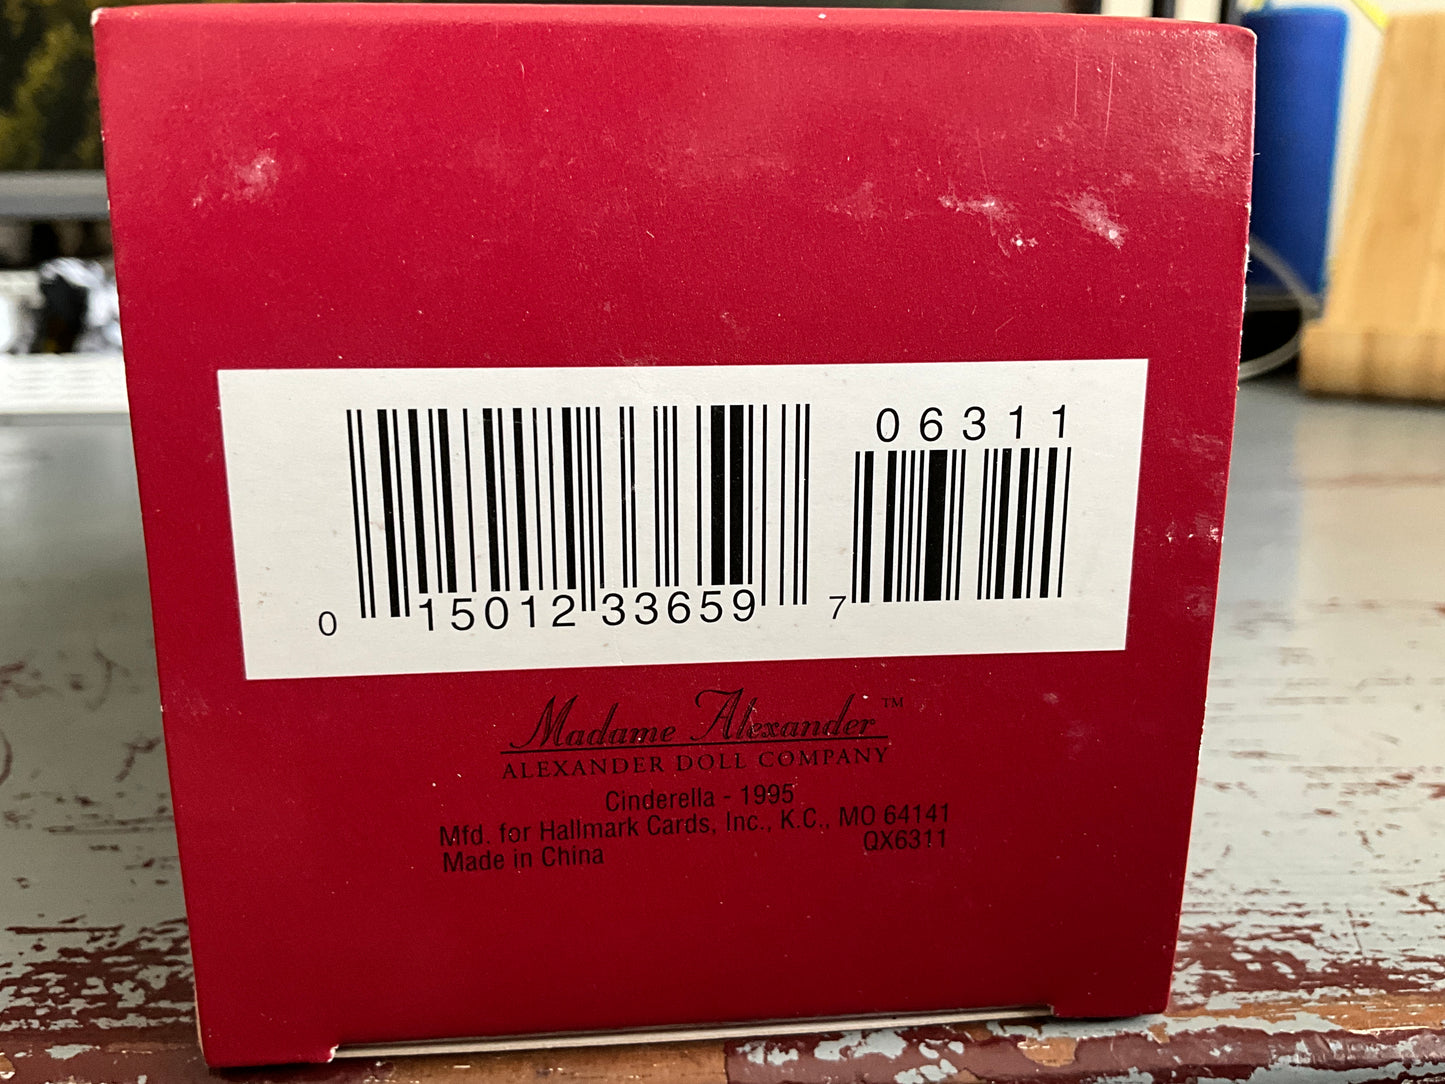 06311
0 15012 33659 7
Madame Alexander™
ALEXANDER DOLL COMPANY
Cinderella - 1995
Mfd. for Hallmark Cards, Inc., K.C., MO 64141
Made in China QX6311